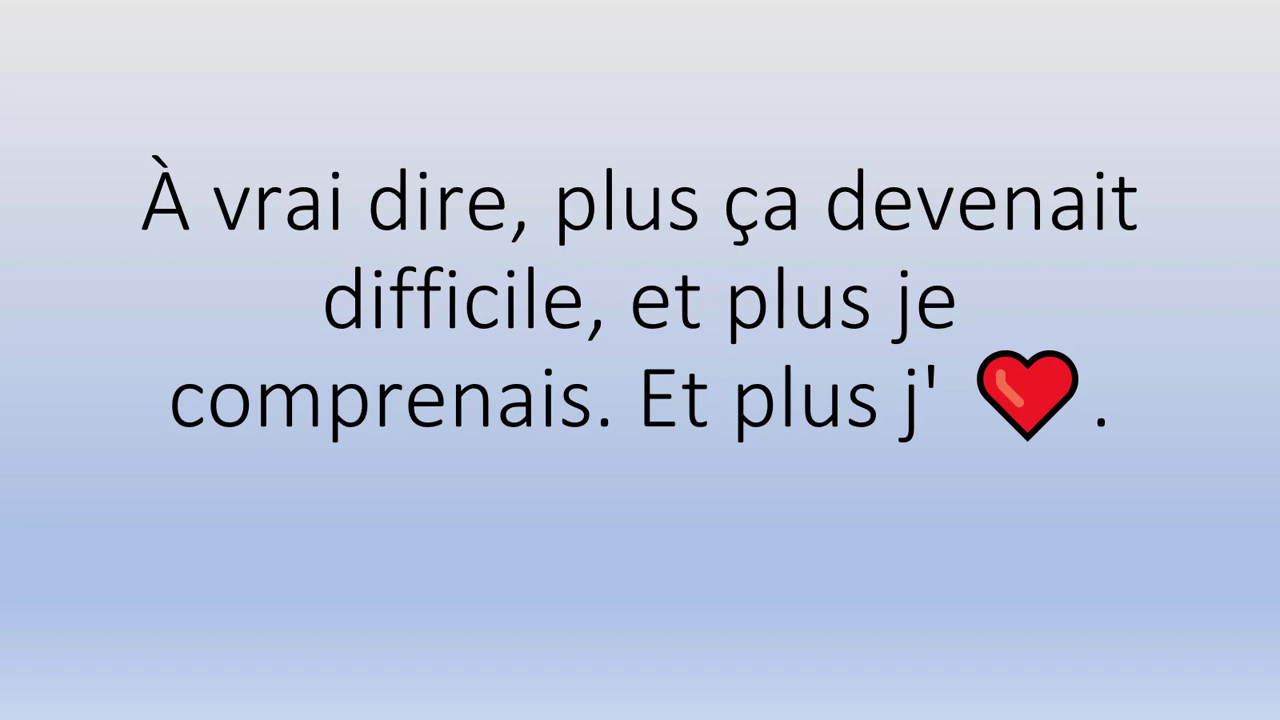 À vrai dire, plus ça devenait
difficile, et plus je
comprenais. Et plus j' ❤️.